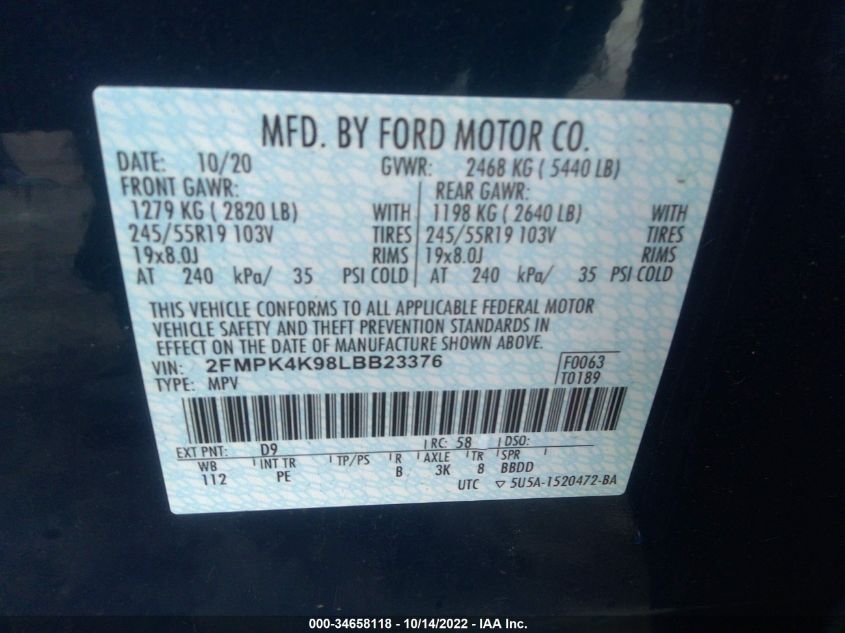 MFD. BY FORD MOTOR CO.
DATE: 10/20 GVWR: 2468 KG ( 5440 LB)
FRONT GAWR: REAR GAWR:
1279 KG ( 2820 LB) WITH 1198 KG ( 2640 LB) WITH
245/55R19 103V TIRES 245/55R19 103V TIRES
19x8.0J RIMS 19x8.0J RIMS
AT 240 kPa/ 35 PSI COLD AT 240 kPa/ 35 PSI COLD
THIS VEHICLE CONFORMS TO ALL APPLICABLE FEDERAL MOTOR
VEHICLE SAFETY AND THEFT PREVENTION STANDARDS IN
EFFECT ON THE DATE OF MANUFACTURE SHOWN ABOVE.
VIN: 2FMPK4K98LBB23376 F0063
TYPE: MPV T0189
EXT PNT: D9 RC: 58 DSO:
WB INT TR TP/PS R AXLE TR SPR
112 PE B 3K 8 BBDD
UTC ▽ 5U5A-1520472-BA
000-34658118 - 10/14/2022 - IAA Inc.